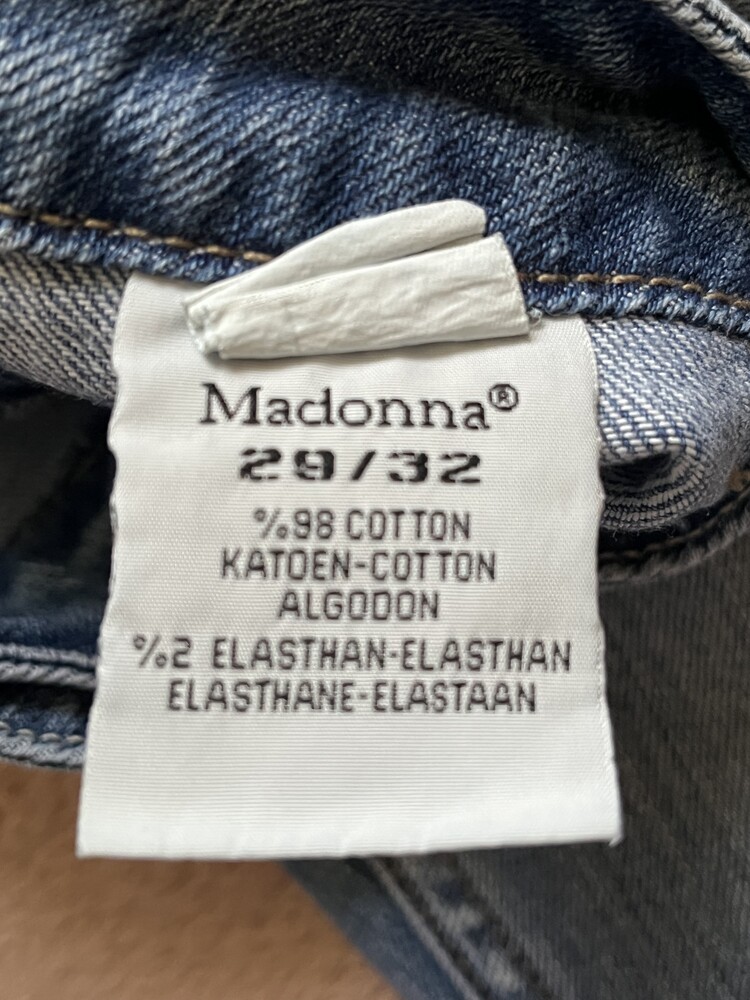 Madonna®
29/32
%98 COTTON
KATOEN-COTTON
ALGODON
%2 ELASTHAN-ELASTHAN
ELASTHANE-ELASTAAN